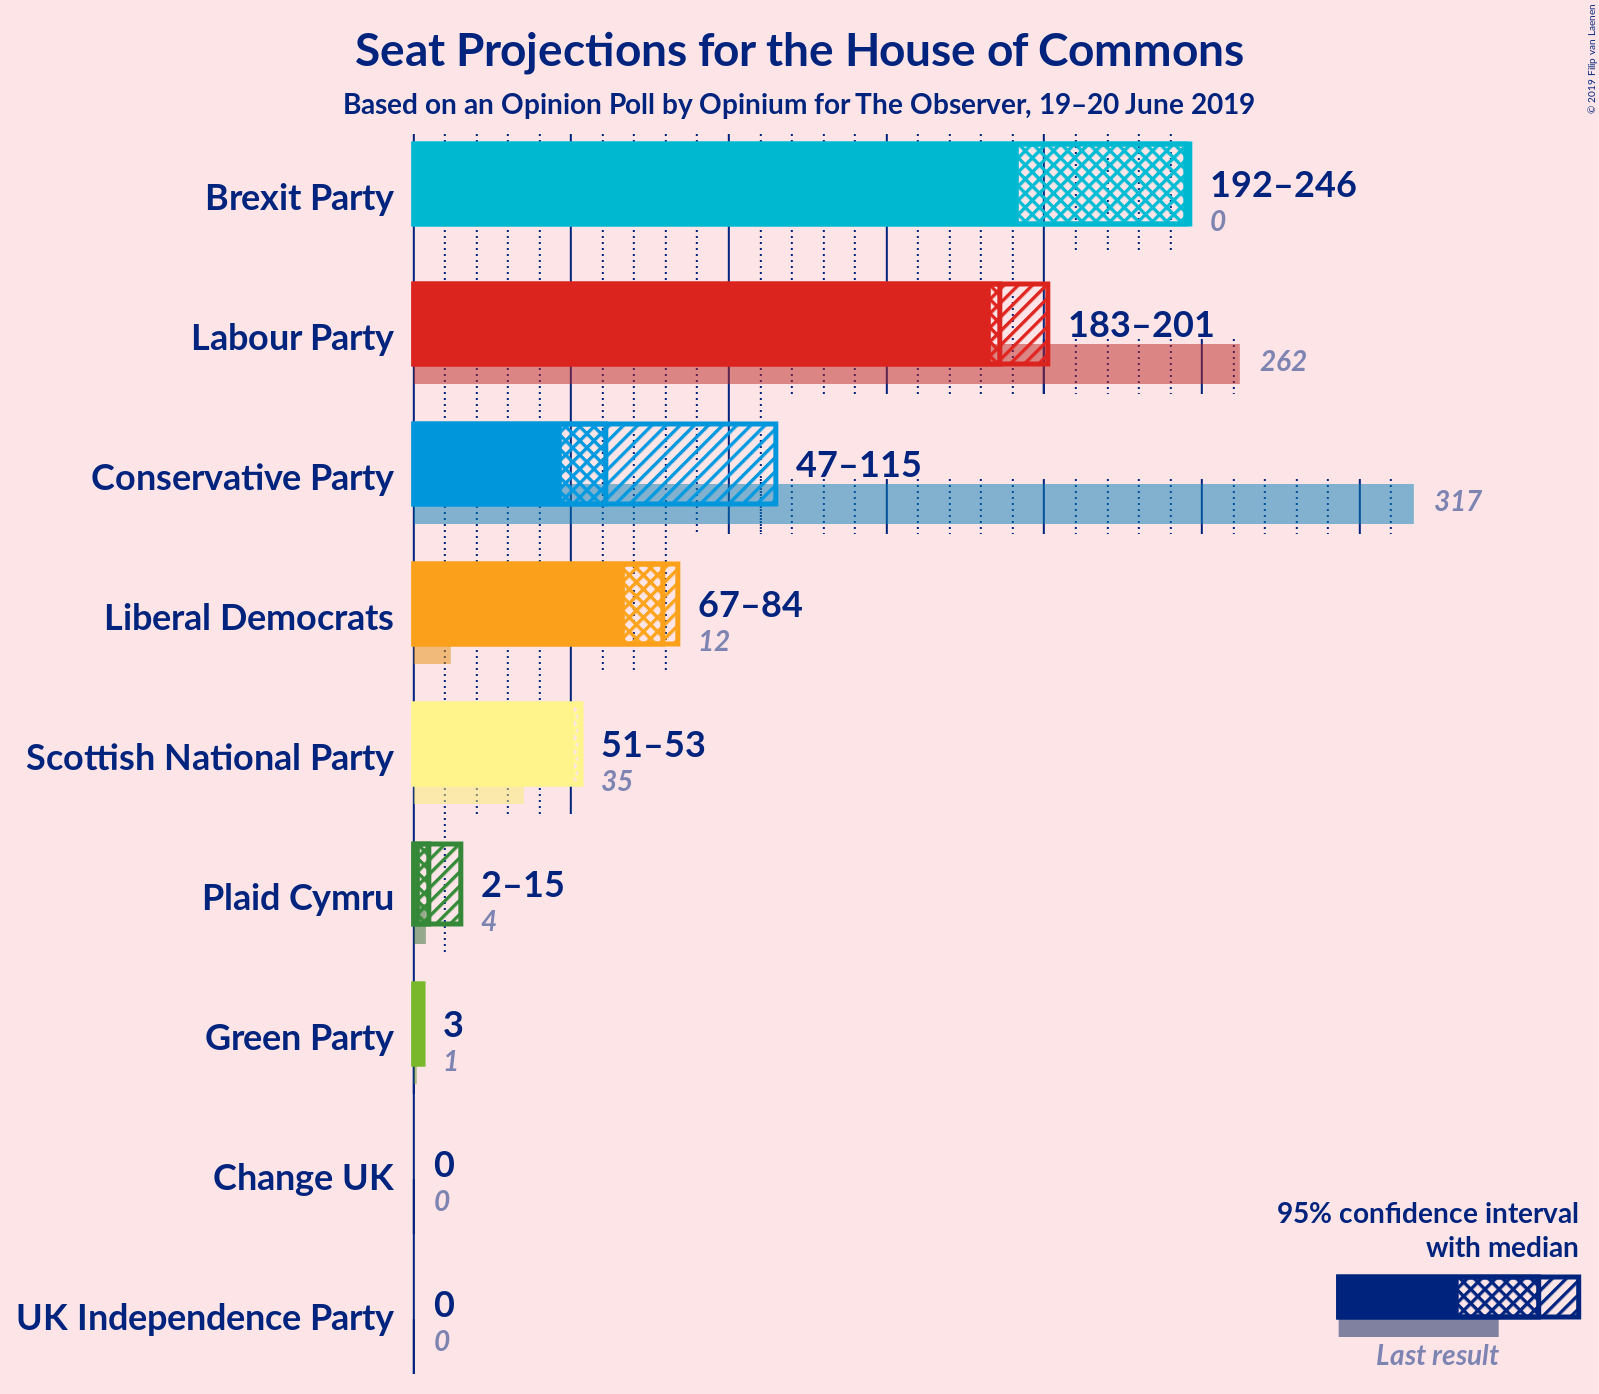 © 2019 Filip van Laenen
Seat Projections for the House of Commons
Based on an Opinion Poll by Opinium for The Observer, 19–20 June 2019
Brexit Party
192–246
0
Labour Party
183–201
262
Conservative Party
47–115
317
Liberal Democrats
67–84
12
Scottish National Party
51–53
35
Plaid Cymru
2–15
4
Green Party
3
1
Change UK
0
0
UK Independence Party
0
0
95% confidence interval
with median
Last result